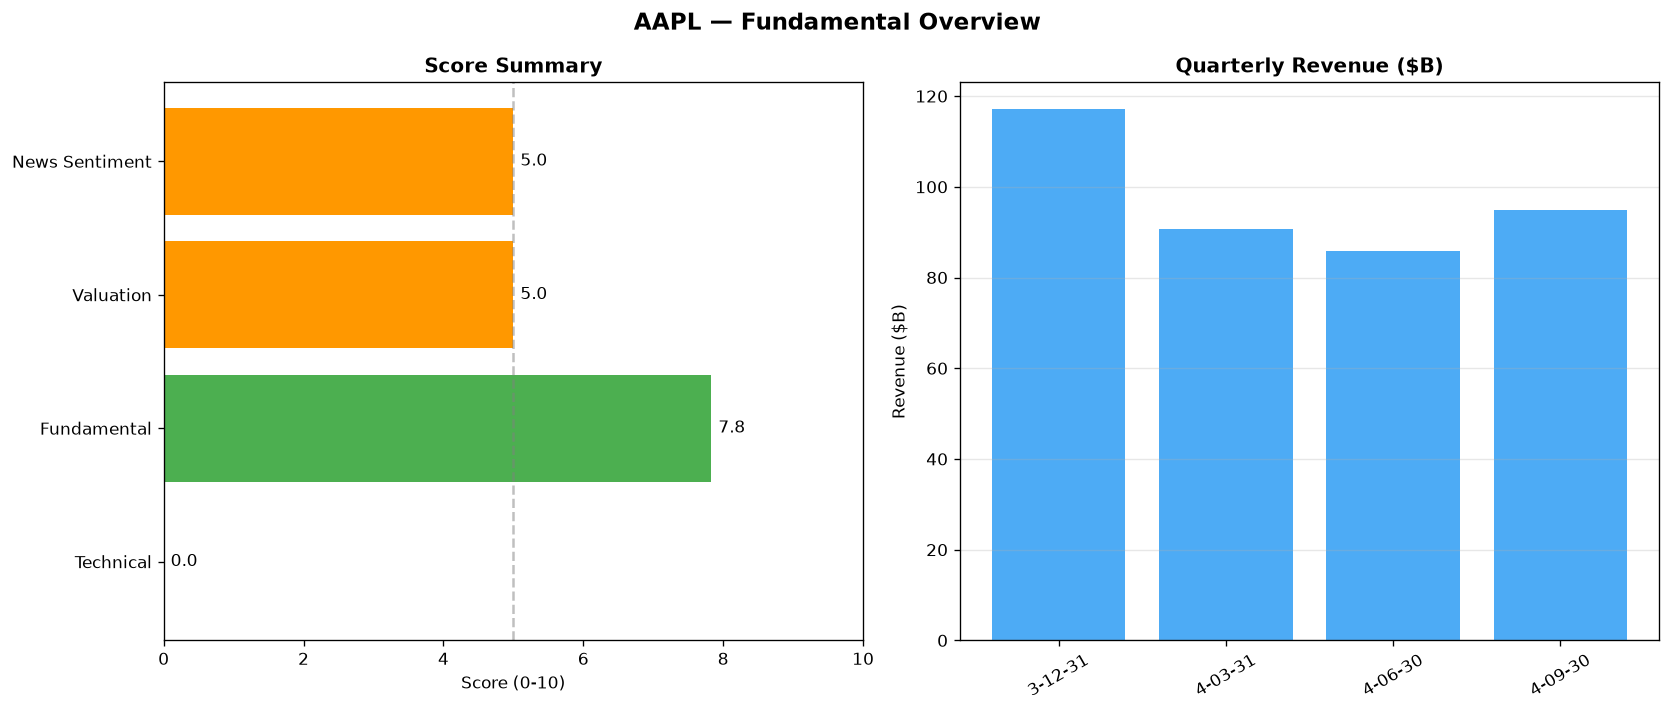 AAPL — Fundamental Overview
Score Summary
News Sentiment
5.0
Valuation
5.0
Fundamental
7.8
Technical
0.0
0 2 4 6 8 10
Score (0-10)
Quarterly Revenue ($B)
Revenue ($B)
120
100
80
60
40
20
0
3-12-31 4-03-31 4-06-30 4-09-30